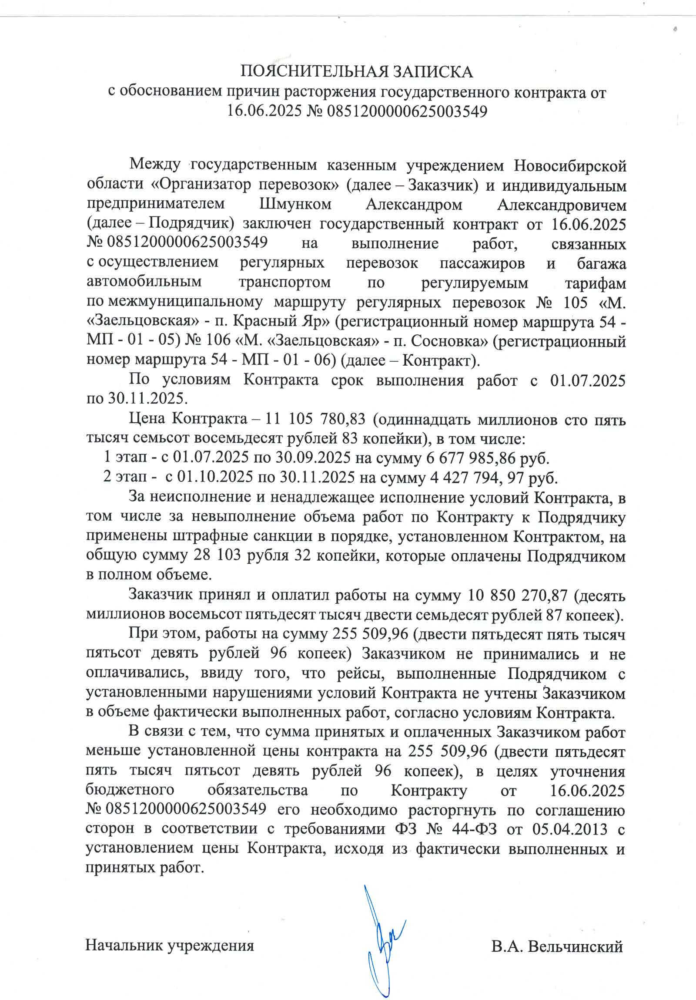 ПОЯСНИТЕЛЬНАЯ ЗАПИСКА
с обоснованием причин расторжения государственного контракта от
16.06.2025 № 0851200000625003549
Между государственным казенным учреждением Новосибирской
области «Организатор перевозок» (далее – Заказчик) и индивидуальным
предпринимателем Шмунком Александром Александровичем
(далее – Подрядчик) заключен государственный контракт от 16.06.2025
№ 0851200000625003549 на выполнение работ, связанных
с осуществлением регулярных перевозок пассажиров и багажа
автомобильным транспортом по регулируемым тарифам
по межмуниципальному маршруту регулярных перевозок № 105 «М.
«Заельцовская» - п. Красный Яр» (регистрационный номер маршрута 54 -
МП - 01 - 05) № 106 «М. «Заельцовская» - п. Сосновка» (регистрационный
номер маршрута 54 - МП - 01 - 06) (далее – Контракт).
По условиям Контракта срок выполнения работ с 01.07.2025
по 30.11.2025.
Цена Контракта – 11 105 780,83 (одиннадцать миллионов сто пять
тысяч семьсот восемьдесят рублей 83 копейки), в том числе:
1 этап - с 01.07.2025 по 30.09.2025 на сумму 6 677 985,86 руб.
2 этап - с 01.10.2025 по 30.11.2025 на сумму 4 427 794, 97 руб.
За неисполнение и ненадлежащее исполнение условий Контракта, в
том числе за невыполнение объема работ по Контракту к Подрядчику
применены штрафные санкции в порядке, установленном Контрактом, на
общую сумму 28 103 рубля 32 копейки, которые оплачены Подрядчиком
в полном объеме.
Заказчик принял и оплатил работы на сумму 10 850 270,87 (десять
миллионов восемьсот пятьдесят тысяч двести семьдесят рублей 87 копеек).
При этом, работы на сумму 255 509,96 (двести пятьдесят пять тысяч
пятьсот девять рублей 96 копеек) Заказчиком не принимались и не
оплачивались, ввиду того, что рейсы, выполненные Подрядчиком с
установленными нарушениями условий Контракта не учтены Заказчиком
в объеме фактически выполненных работ, согласно условиям Контракта.
В связи с тем, что сумма принятых и оплаченных Заказчиком работ
меньше установленной цены контракта на 255 509,96 (двести пятьдесят
пять тысяч пятьсот девять рублей 96 копеек), в целях уточнения
бюджетного обязательства по Контракту от 16.06.2025
№ 0851200000625003549 его необходимо расторгнуть по соглашению
сторон в соответствии с требованиями ФЗ № 44-ФЗ от 05.04.2013 с
установлением цены Контракта, исходя из фактически выполненных и
принятых работ.
Начальник учреждения В.А. Вельчинский